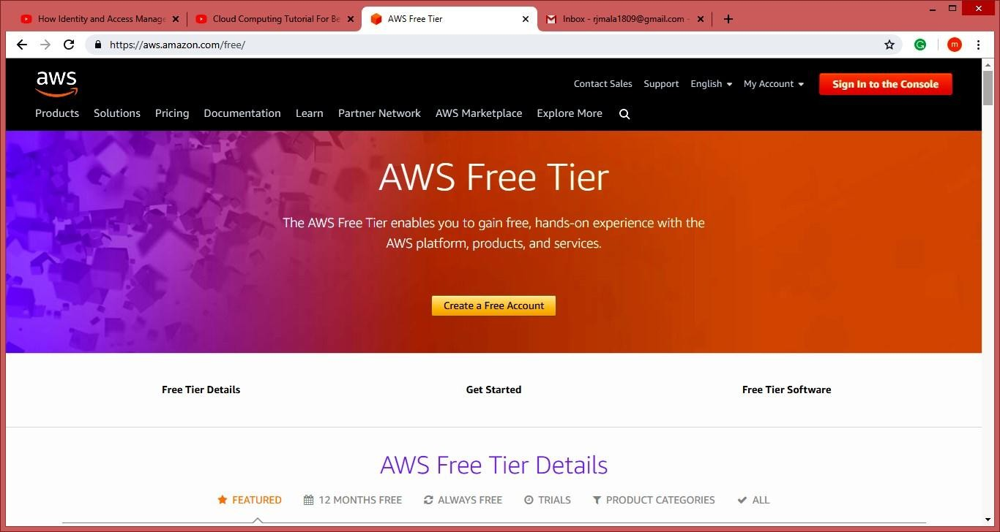 How Identity and Access Manage
Cloud Computing Tutorial For Be
AWS Free Tier
Inbox - rjmala1809@gmail.com -
https://aws.amazon.com/free/
m
aws
Contact Sales
Support
English
My Account
Sign In to the Console
Products
Solutions
Pricing
Documentation
Learn
Partner Network
AWS Marketplace
Explore More
AWS Free Tier
The AWS Free Tier enables you to gain free, hands-on experience with the
AWS platform, products, and services.
Create a Free Account
Free Tier Details
Get Started
Free Tier Software
AWS Free Tier Details
FEATURED
12 MONTHS FREE
ALWAYS FREE
TRIALS
PRODUCT CATEGORIES
ALL